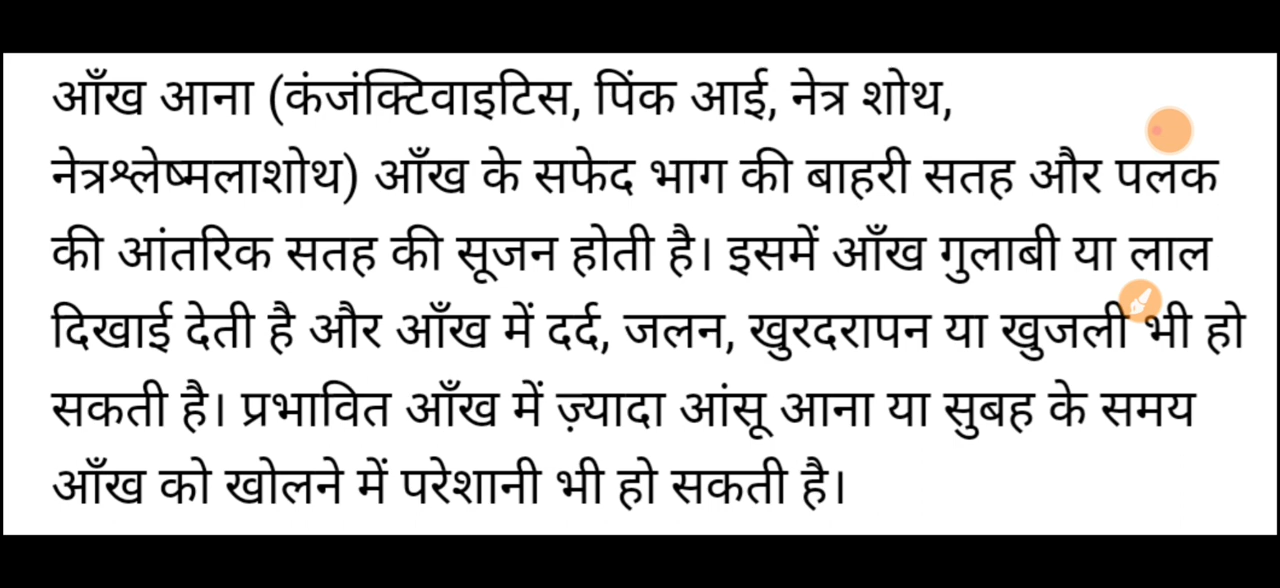 आँख आना (कंजंक्टिवाइटिस, पिंक आई, नेत्र शोथ,
नेत्रश्लेष्मलाशोथ) आँख के सफेद भाग की बाहरी सतह और पलक
की आंतरिक सतह की सूजन होती है। इसमें आँख गुलाबी या लाल
दिखाई देती है और आँख में दर्द, जलन, खुरदरापन या खुजली भी हो
सकती है। प्रभावित आँख में ज़्यादा आंसू आना या सुबह के समय
आँख को खोलने में परेशानी भी हो सकती है।